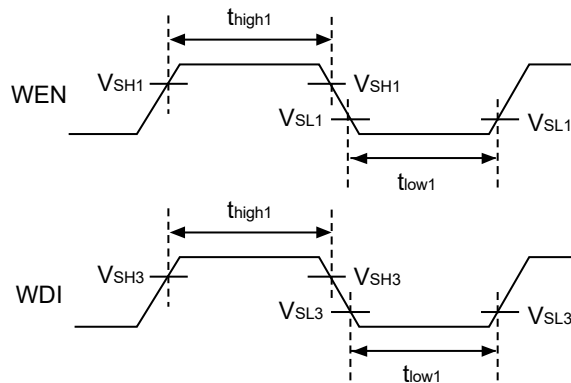 thigh1
VSH1
VSH1
WEN
VSL1
VSL1
tlow1
thigh1
VSH3
VSH3
WDI
VSL3
VSL3
tlow1